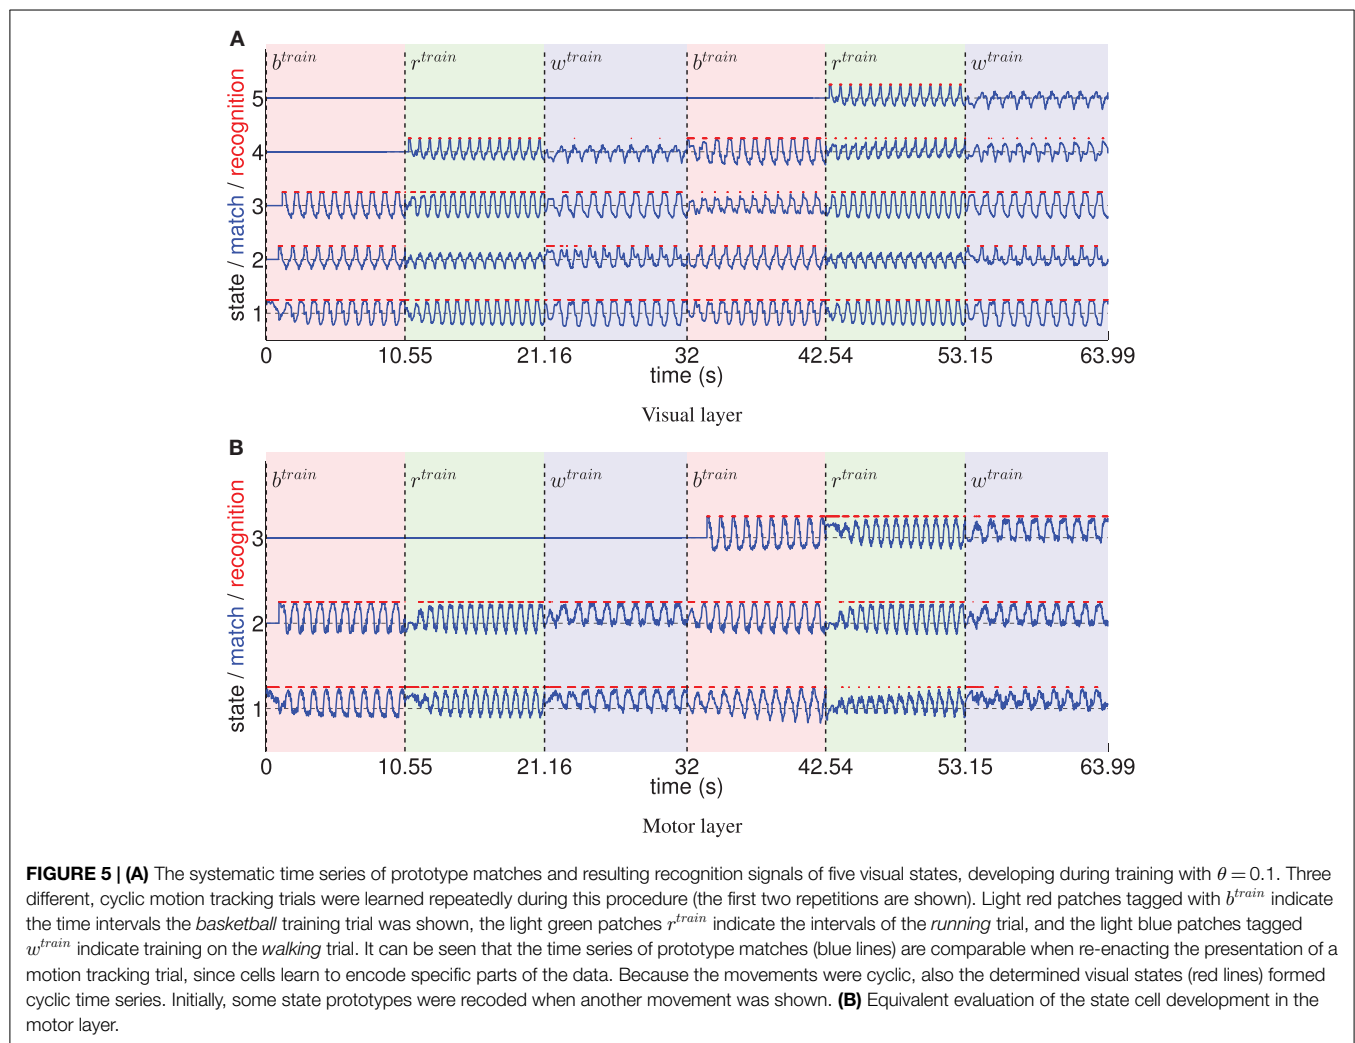 A
b^train r^train w^train b^train r^train w^train
5
4
3
2
1
state / match / recognition
0 10.55 21.16 32 42.54 53.15 63.99
time (s)
Visual layer
B
b^train r^train w^train b^train r^train w^train
3
2
1
state / match / recognition
0 10.55 21.16 32 42.54 53.15 63.99
time (s)
Motor layer
FIGURE 5 | (A) The systematic time series of prototype matches and resulting recognition signals of five visual states, developing during training with θ = 0.1. Three
different, cyclic motion tracking trials were learned repeatedly during this procedure (the first two repetitions are shown). Light red patches tagged with b^train indicate
the time intervals the basketball training trial was shown, the light green patches r^train indicate the intervals of the running trial, and the light blue patches tagged
w^train indicate training on the walking trial. It can be seen that the time series of prototype matches (blue lines) are comparable when re-enacting the presentation of a
motion tracking trial, since cells learn to encode specific parts of the data. Because the movements were cyclic, also the determined visual states (red lines) formed
cyclic time series. Initially, some state prototypes were recoded when another movement was shown. (B) Equivalent evaluation of the state cell development in the
motor layer.